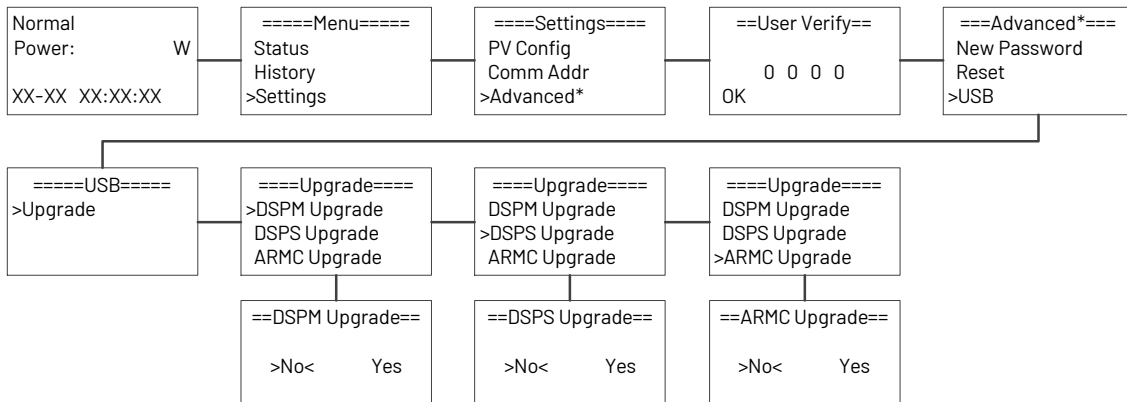 Normal
Power: W
XX-XX XX:XX:XX
=====Menu=====
Status
History
>Settings
====Settings====
PV Config
Comm Addr
>Advanced*
==User Verify==
0 0 0 0
OK
===Advanced*===
New Password
Reset
>USB
=====USB=====
>Upgrade
====Upgrade====
>DSPM Upgrade
DSPS Upgrade
ARMC Upgrade
====Upgrade====
DSPM Upgrade
>DSPS Upgrade
ARMC Upgrade
====Upgrade====
DSPM Upgrade
DSPS Upgrade
>ARMC Upgrade
==DSPM Upgrade==
>No< Yes
==DSPS Upgrade==
>No< Yes
==ARMC Upgrade==
>No< Yes